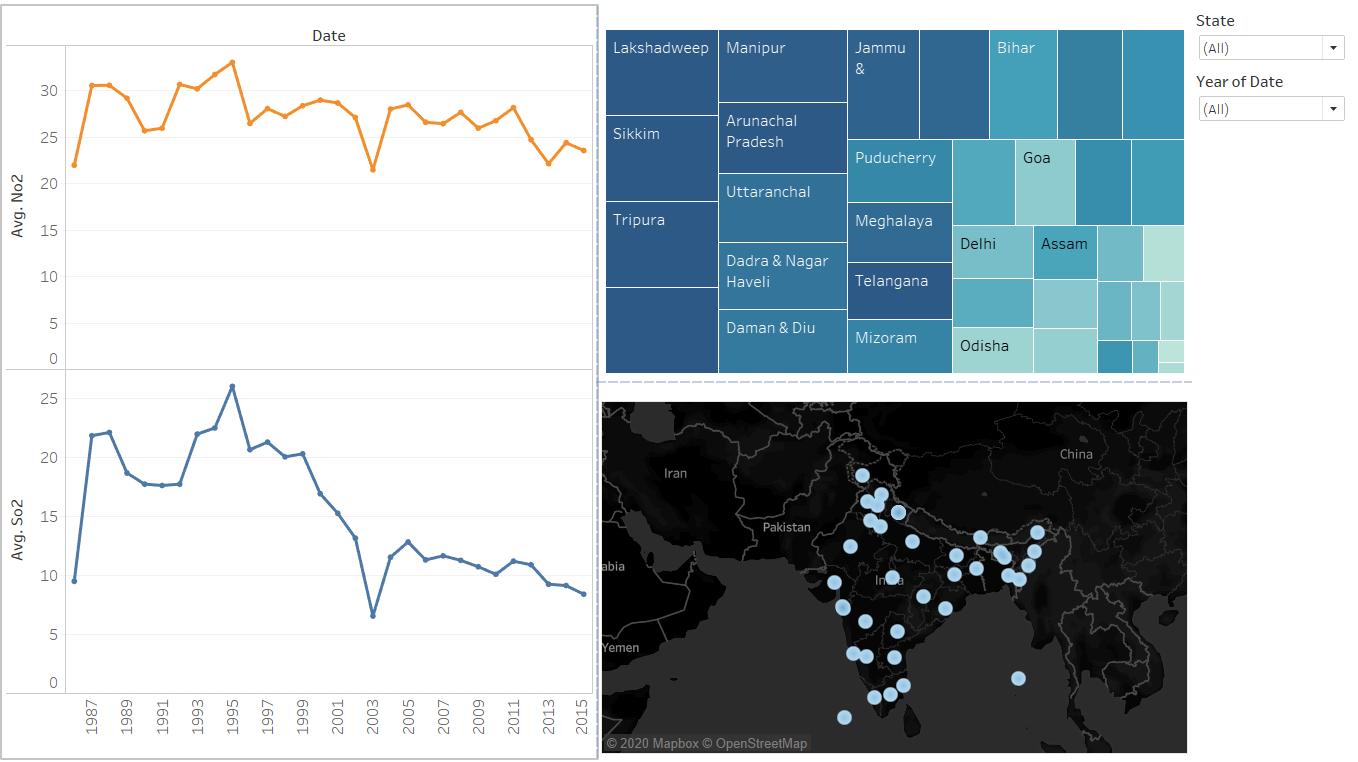 Date
Avg. No2
30
25
20
15
10
5
0
Avg. So2
25
20
15
10
5
0
1987
1989
1991
1993
1995
1997
1999
2001
2003
2005
2007
2009
2011
2013
2015
Lakshadweep
Sikkim
Tripura
Manipur
Arunachal
Pradesh
Uttaranchal
Dadra & Nagar
Haveli
Daman & Diu
Jammu
&
Puducherry
Meghalaya
Telangana
Mizoram
Bihar
Goa
Delhi
Assam
Odisha
State
(All)
Year of Date
(All)
Iran
China
Pakistan
abia
India
Yemen
© 2020 Mapbox © OpenStreetMap